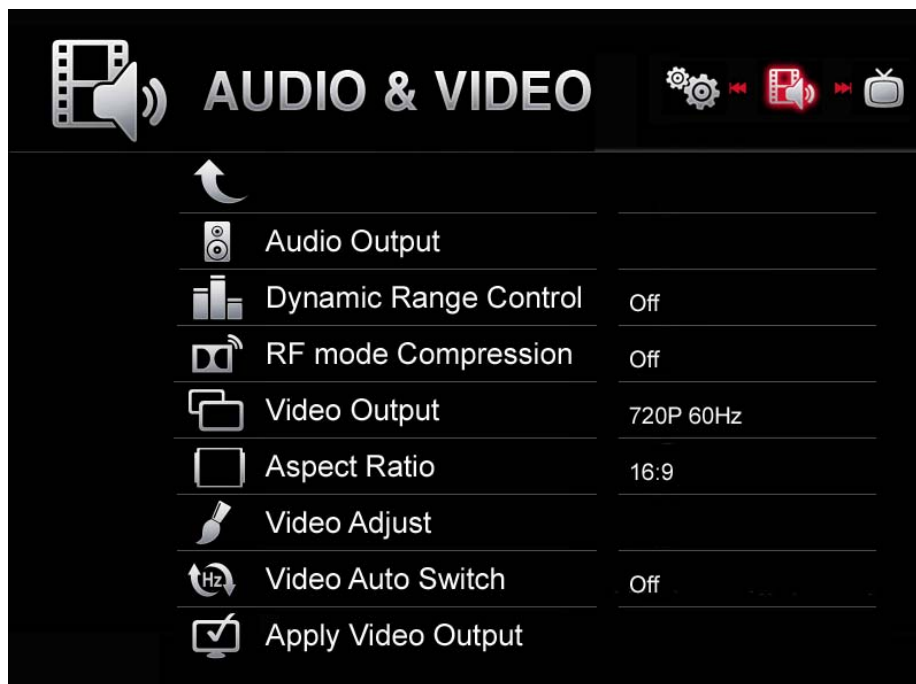 AUDIO & VIDEO
Audio Output
Dynamic Range Control Off
RF mode Compression Off
Video Output 720P 60Hz
Aspect Ratio 16:9
Video Adjust
Hz Video Auto Switch Off
Apply Video Output